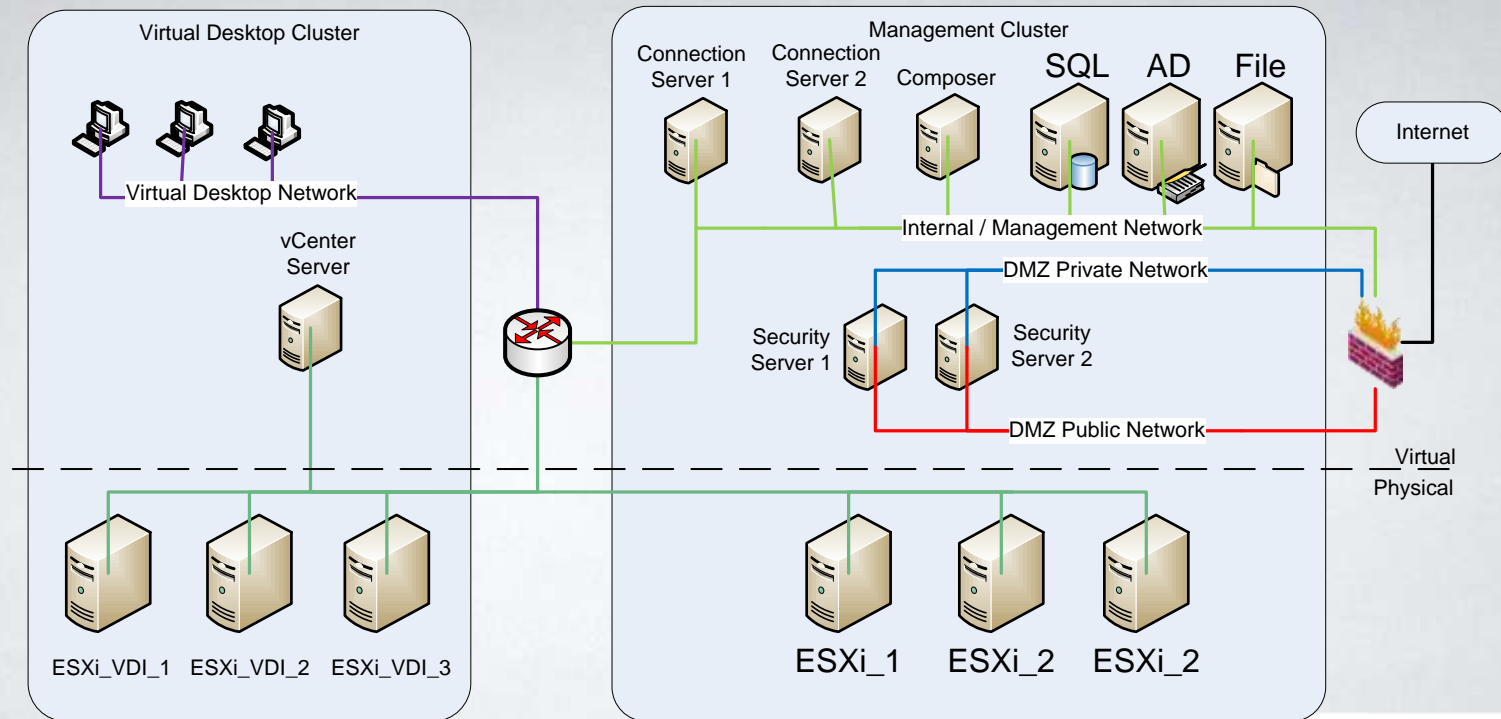 Virtual Desktop Cluster
Management Cluster
Connection
Server 1
Connection
Server 2
Composer
SQL
AD
File
Internet
Virtual Desktop Network
Internal / Management Network
vCenter
Server
DMZ Private Network
Security
Server 1
Security
Server 2
DMZ Public Network
Virtual
Physical
ESXi_VDI_1
ESXi_VDI_2
ESXi_VDI_3
ESXi_1
ESXi_2
ESXi_2